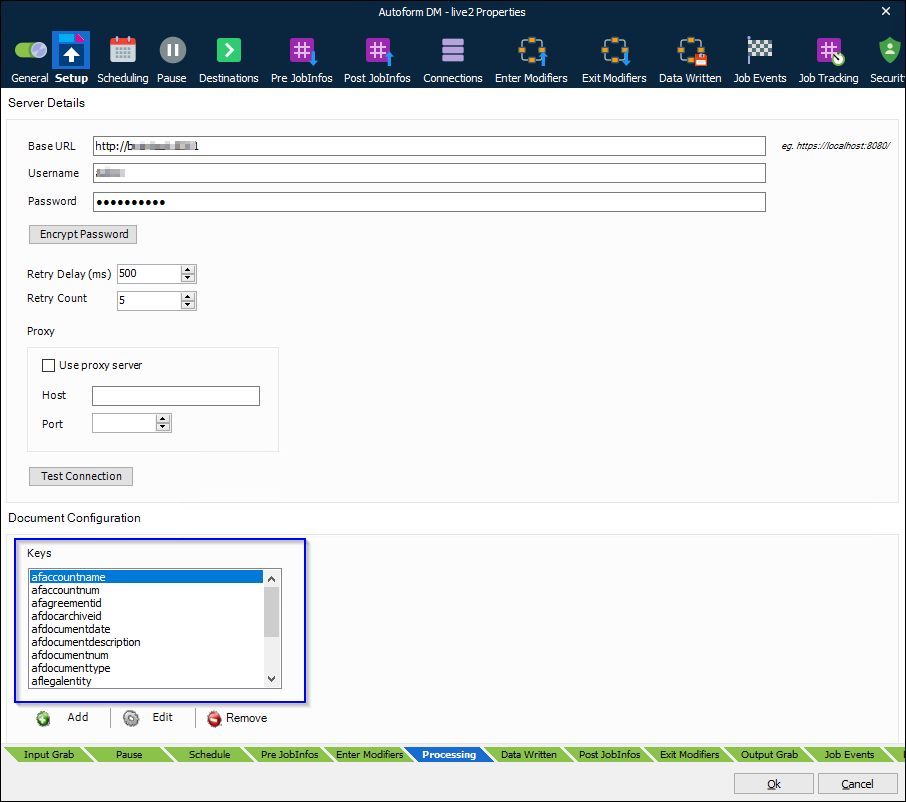 Autoform DM - live2 Properties
General Setup Scheduling Pause Destinations Pre JobInfos Post JobInfos Connections Enter Modifiers Exit Modifiers Data Written Job Events Job Tracking Securit
Server Details
Base URL http:// eg. https://localhost:8080/
Username
Password ●●●●●●●●●●
Encrypt Password
Retry Delay (ms) 500
Retry Count 5
Proxy
Use proxy server
Host
Port
Test Connection
Document Configuration
Keys
afaccountname
afaccountnum
afagreementid
afdocarchiveid
afdocumentdate
afdocumentdescription
afdocumentnum
afdocumenttype
aflegalentity
Add Edit Remove
Input Grab Pause Schedule Pre JobInfos Enter Modifiers Processing Data Written Post JobInfos Exit Modifiers Output Grab Job Events
Ok Cancel